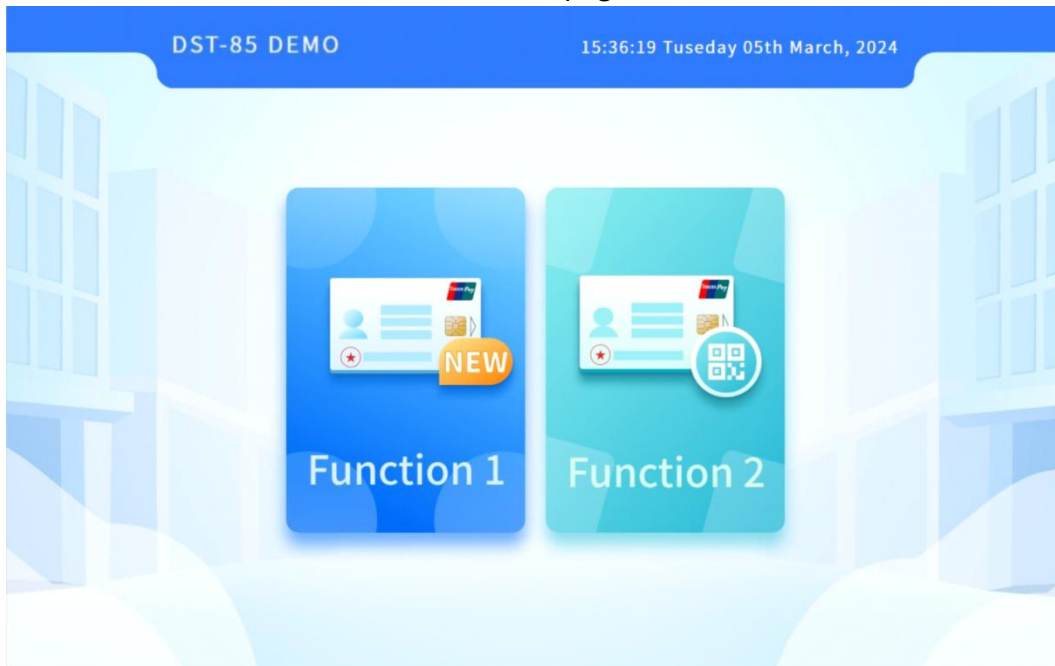 DST-85 DEMO
15:36:19 Tuseday 05th March, 2024
NEW
Function 1
Function 2